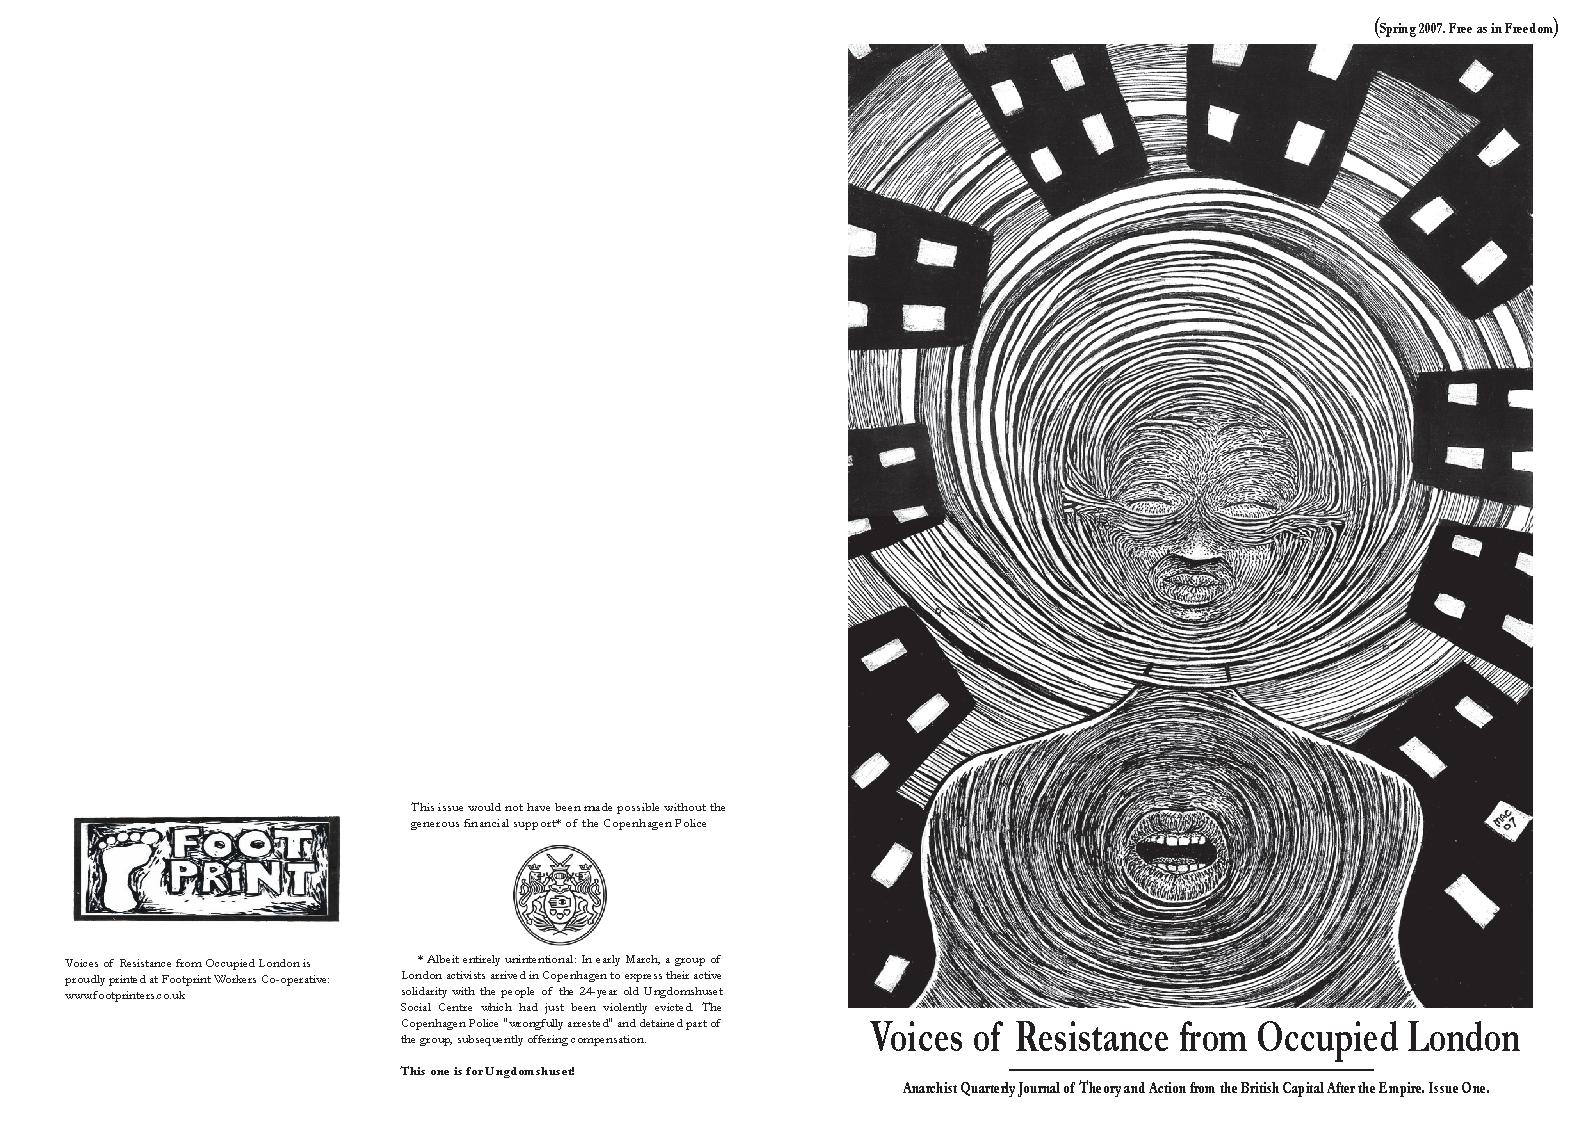 (Spring 2007. Free as in Freedom)
MAC
07
Voices of Resistance from Occupied London
Anarchist Quarterly Journal of Theory and Action from the British Capital After the Empire. Issue One.
FOOT
PRiNT
Voices of Resistance from Occupied London is
proudly printed at Footprint Workers Co-operative:
www.footprinters.co.uk
This issue would not have been made possible without the
generous financial support* of the Copenhagen Police
* Albeit entirely unintentional: In early March, a group of
London activists arrived in Copenhagen to express their active
solidarity with the people of the 24-year old Ungdomshuset
Social Centre which had just been violently evicted. The
Copenhagen Police "wrongfully arrested" and detained part of
the group, subsequently offering compensation.
This one is for Ungdomshuset!